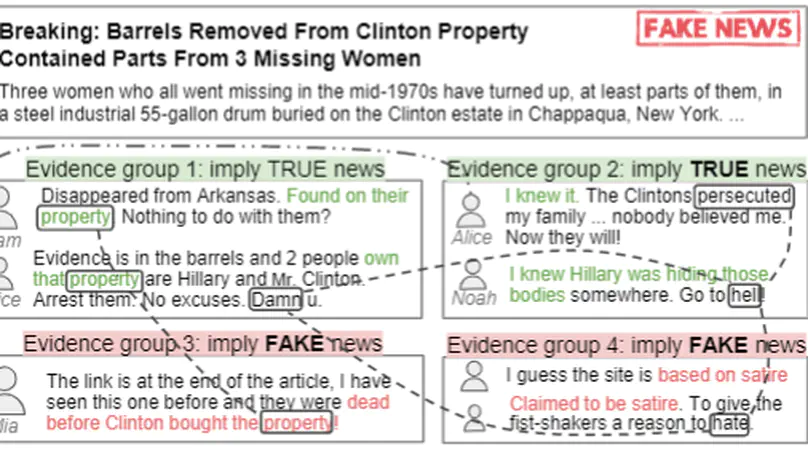 Breaking: Barrels Removed From Clinton Property
FAKE NEWS
Contained Parts From 3 Missing Women
Three women who all went missing in the mid-1970s have turned up, at least parts of them, in
a steel industrial 55-gallon drum buried on the Clinton estate in Chappaqua, New York. ...
Evidence group 1: imply TRUE news
Disappeared from Arkansas. Found on their
property. Nothing to do with them?
am
Evidence is in the barrels and 2 people own
that property are Hillary and Mr. Clinton.
ce
Arrest them. No excuses. Damn u.
Evidence group 2: imply TRUE news
I knew it. The Clintons persecuted
my family ... nobody believed me.
Alice
Now they will!
I knew Hillary was hiding those
Noah
bodies somewhere. Go to hell!
Evidence group 3: imply FAKE news
The link is at the end of the article, I have
seen this one before and they were dead
before Clinton bought the property!
lia
Evidence group 4: imply FAKE news
I guess the site is based on satire
Claimed to be satire. To give the
fist-shakers a reason to hate.